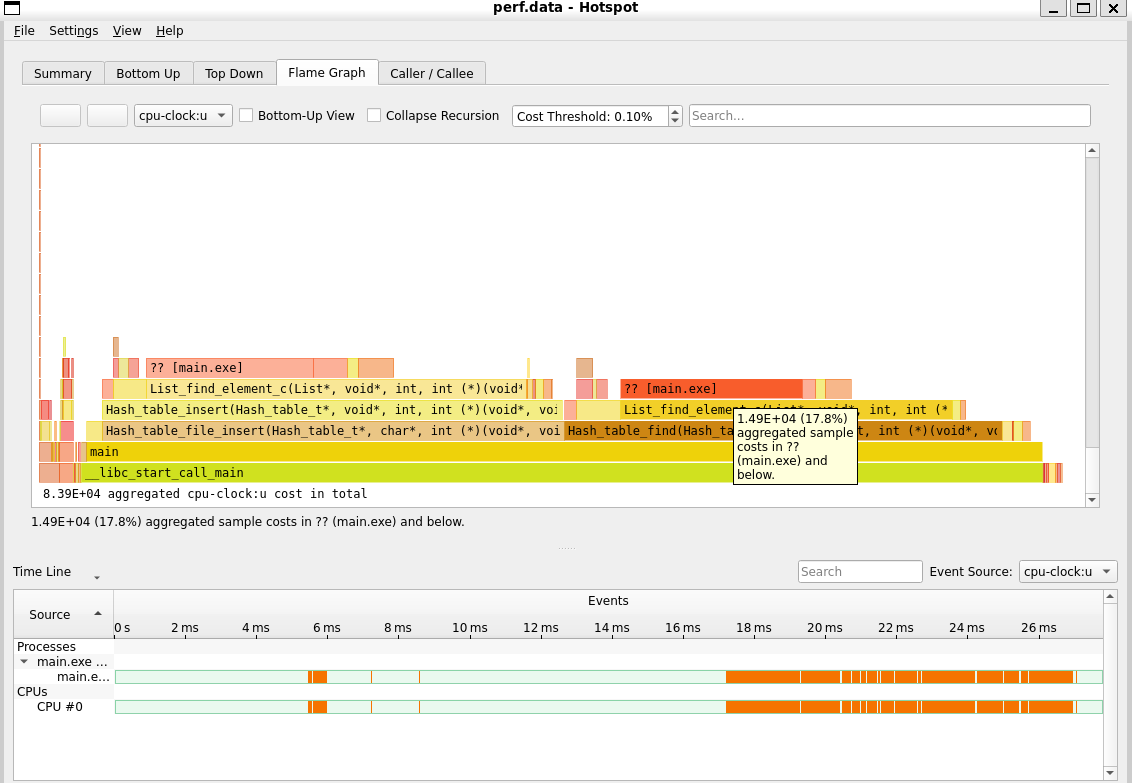 perf.data - Hotspot
File Settings View Help
Summary Bottom Up Top Down Flame Graph Caller / Callee
cpu-clock:u Bottom-Up View Collapse Recursion Cost Threshold: 0.10% Search...
?? [main.exe]
List_find_element_c(List*, void*, int, int (*)(void* ?? [main.exe]
Hash_table_insert(Hash_table_t*, void*, int, int (*)(void*, voi List_find_element_c(List*, void*, int, int (*
Hash_table_file_insert(Hash_table_t*, char*, int (*)(void*, voi Hash_table_find(Hash_ta t, int (*)(void*, vo
main
__libc_start_call_main
8.39E+04 aggregated cpu-clock:u cost in total
1.49E+04 (17.8%)
aggregated sample
costs in ??
(main.exe) and
below.
1.49E+04 (17.8%) aggregated sample costs in ?? (main.exe) and below.
Time Line Search Event Source: cpu-clock:u
Source Events
0 s 2 ms 4 ms 6 ms 8 ms 10 ms 12 ms 14 ms 16 ms 18 ms 20 ms 22 ms 24 ms 26 ms
Processes
main.exe ...
main.e...
CPUs
CPU #0